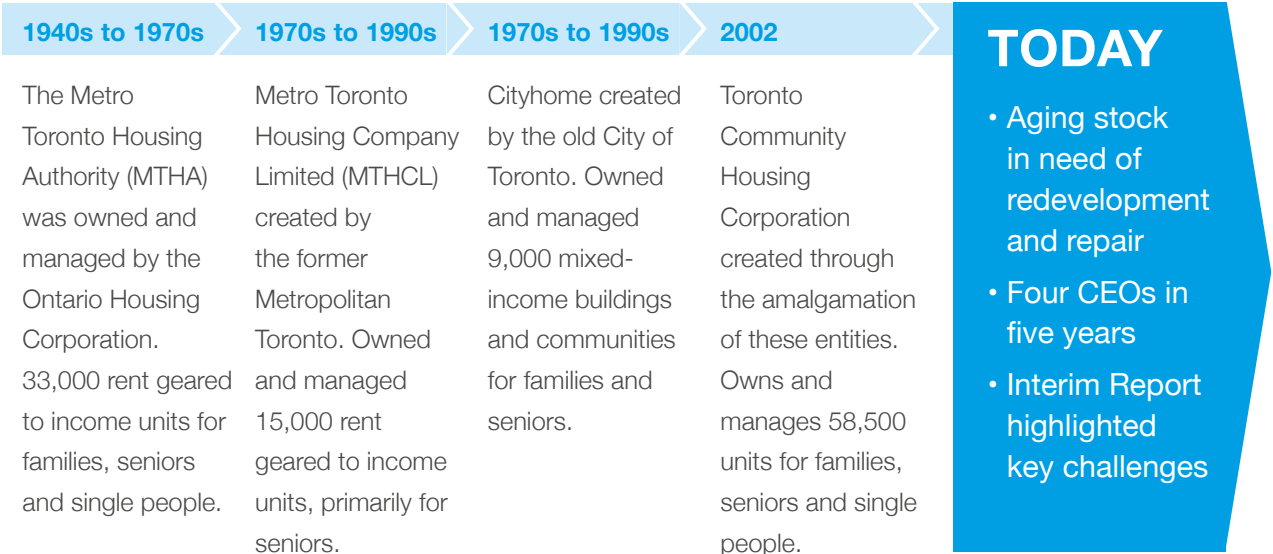 1940s to 1970s
The Metro
Toronto Housing
Authority (MTHA)
was owned and
managed by the
Ontario Housing
Corporation.
33,000 rent geared
to income units for
families, seniors
and single people.
1970s to 1990s
Metro Toronto
Housing Company
Limited (MTHCL)
created by
the former
Metropolitan
Toronto. Owned
and managed
15,000 rent
geared to income
units, primarily for
seniors.
1970s to 1990s
Cityhome created
by the old City of
Toronto. Owned
and managed
9,000 mixed-
income buildings
and communities
for families and
seniors.
2002
Toronto
Community
Housing
Corporation
created through
the amalgamation
of these entities.
Owns and
manages 58,500
units for families,
seniors and single
people.
TODAY
• Aging stock
in need of
redevelopment
and repair
• Four CEOs in
five years
• Interim Report
highlighted
key challenges